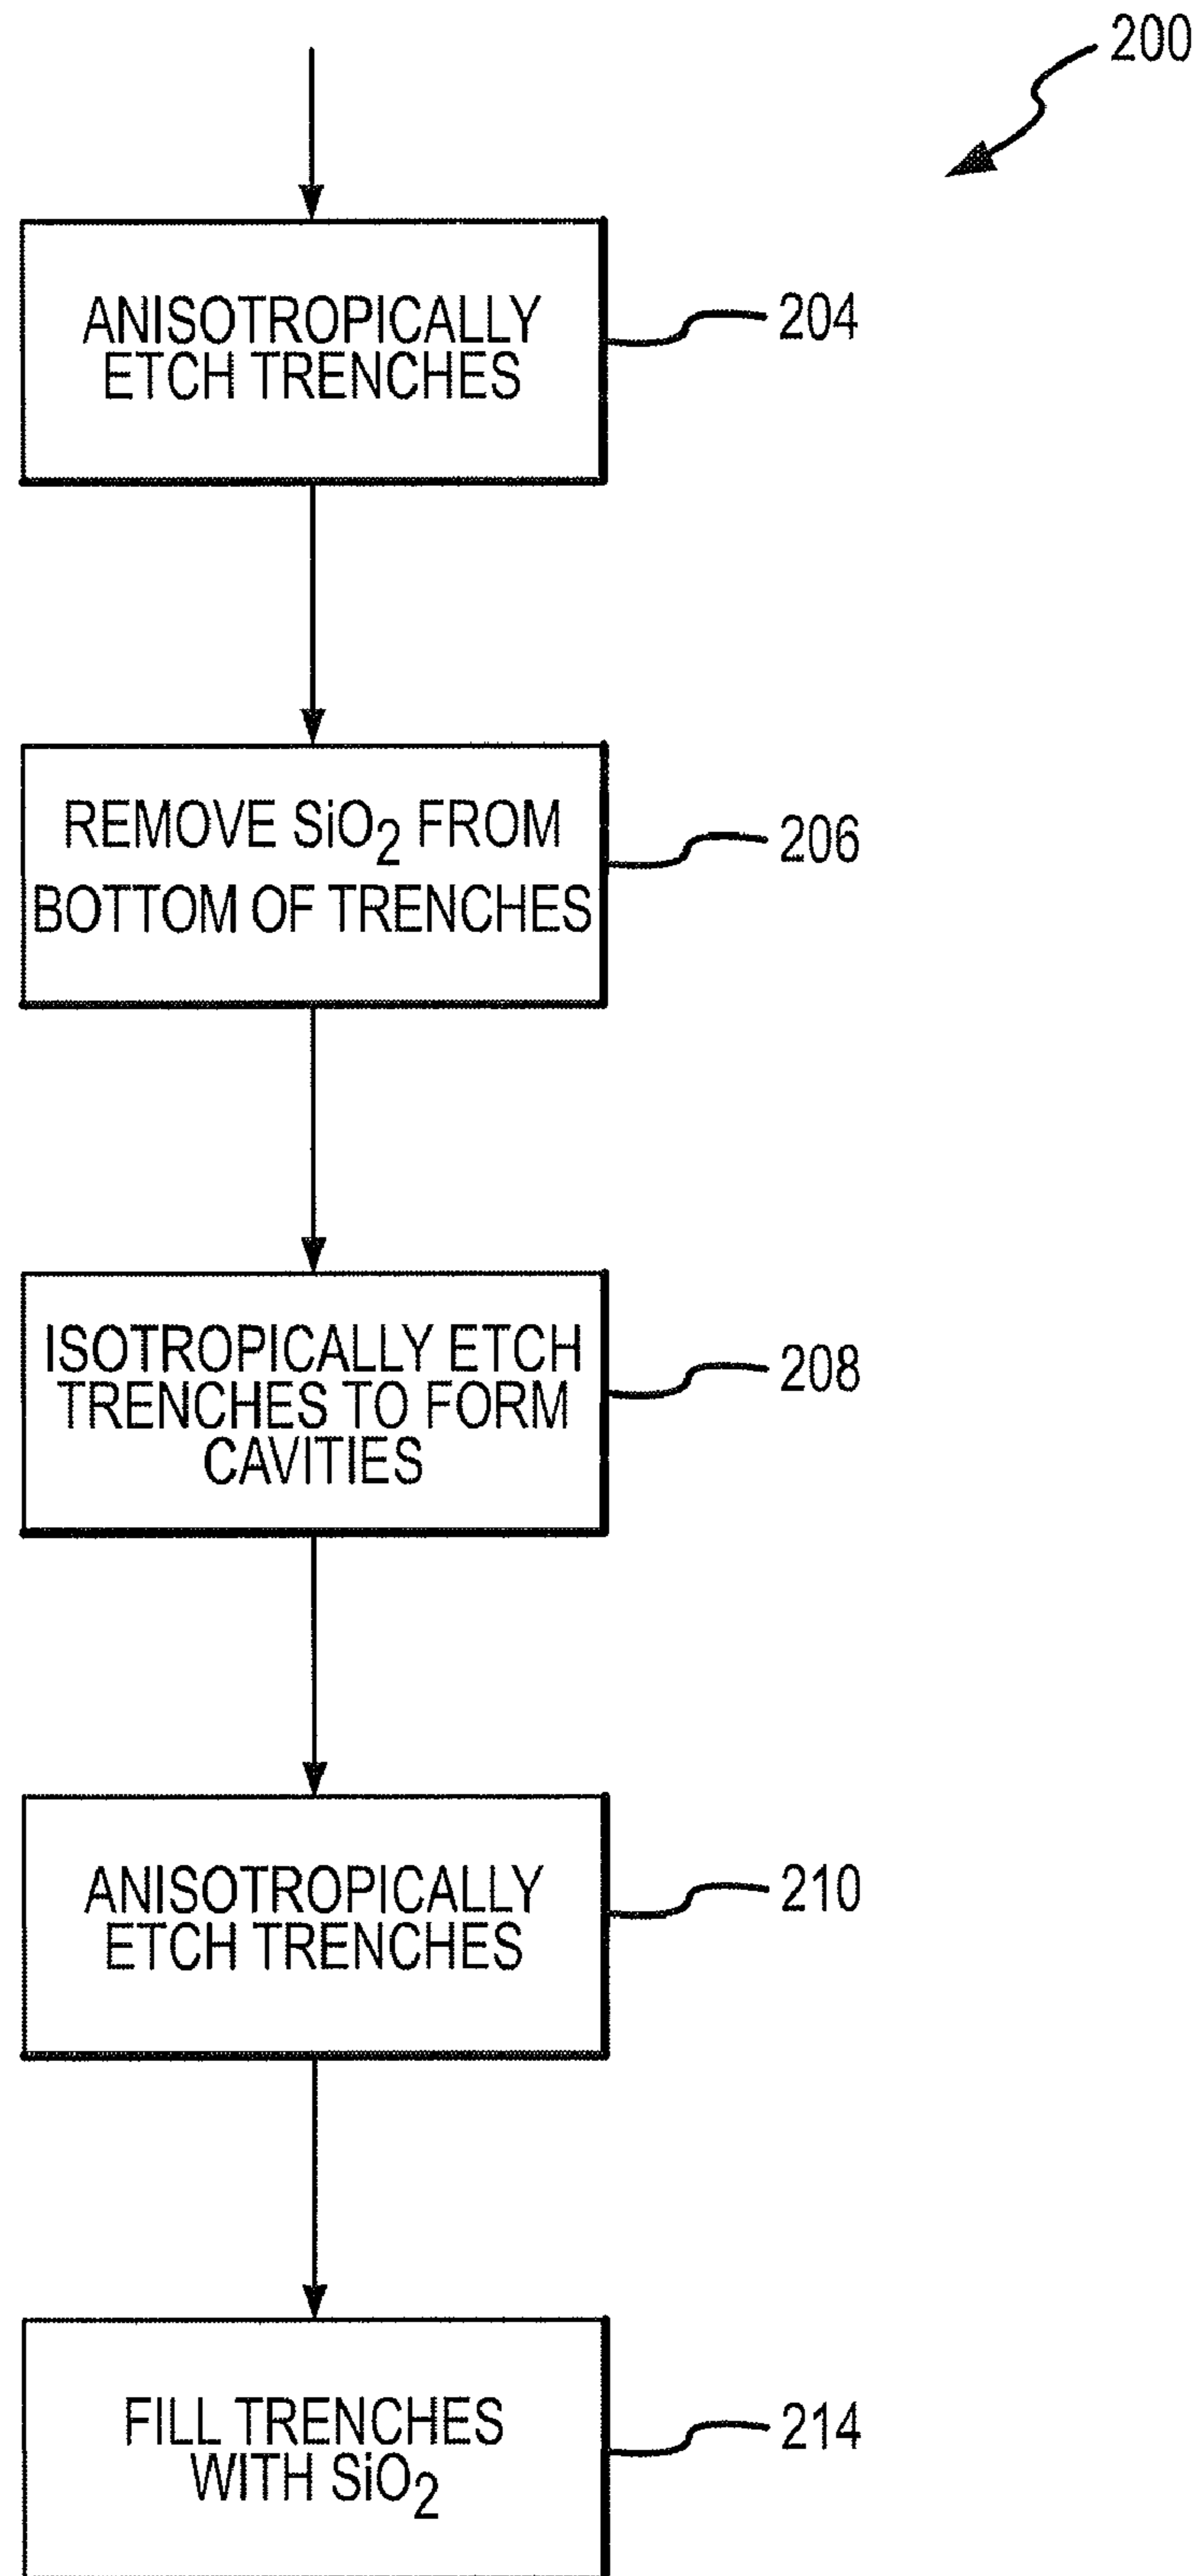 200
ANISOTROPICALLY
ETCH TRENCHES
204
REMOVE SiO₂ FROM
BOTTOM OF TRENCHES
206
ISOTROPICALLY ETCH
TRENCHES TO FORM
CAVITIES
208
ANISOTROPICALLY
ETCH TRENCHES
210
FILL TRENCHES
WITH SiO₂
214